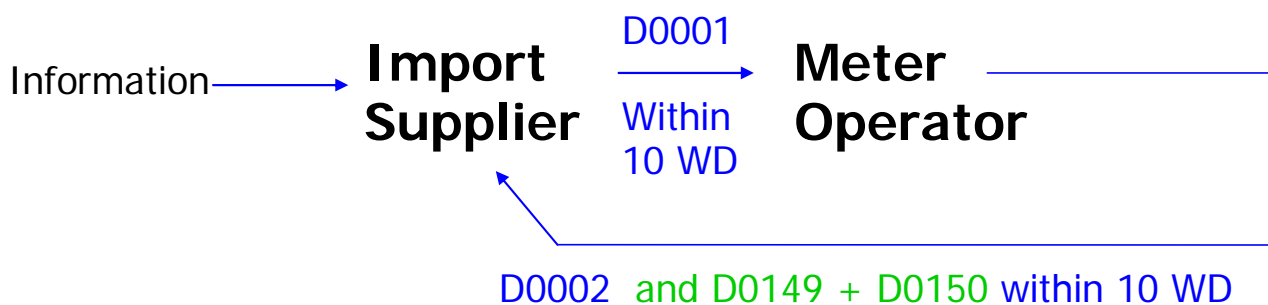 D0001
Information
Import
Supplier
Meter
Operator
Within
10 WD
D0002 and D0149 + D0150 within 10 WD